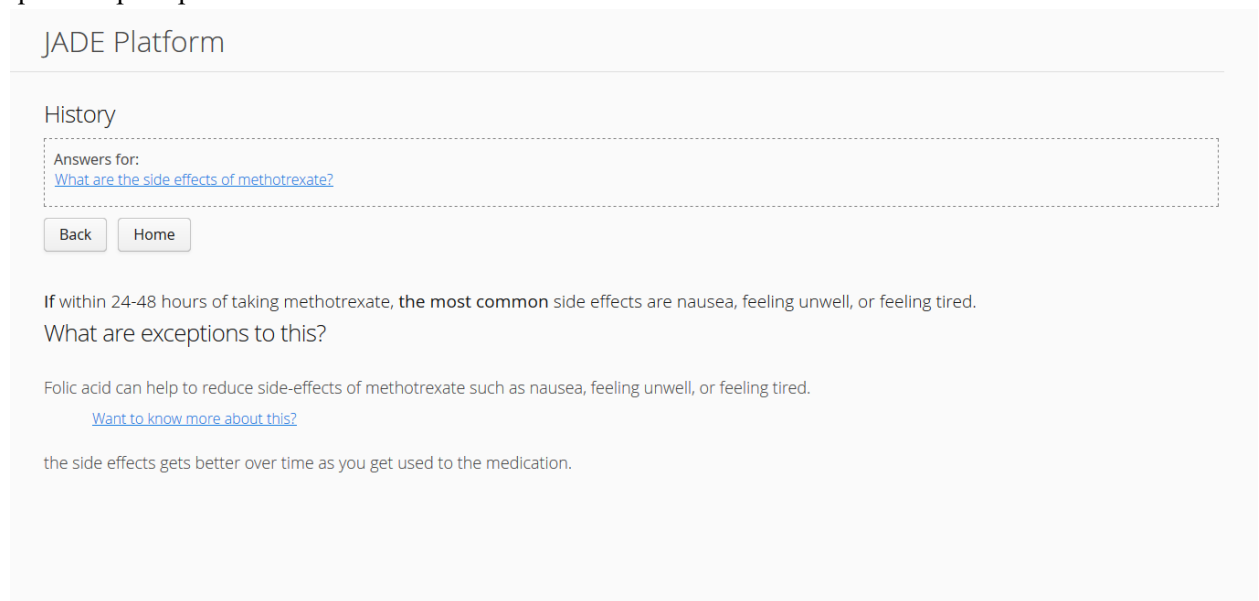 JADE Platform
History
Answers for:
What are the side effects of methotrexate?
Back Home
If within 24-48 hours of taking methotrexate, the most common side effects are nausea, feeling unwell, or feeling tired.
What are exceptions to this?
Folic acid can help to reduce side-effects of methotrexate such as nausea, feeling unwell, or feeling tired.
Want to know more about this?
the side effects gets better over time as you get used to the medication.